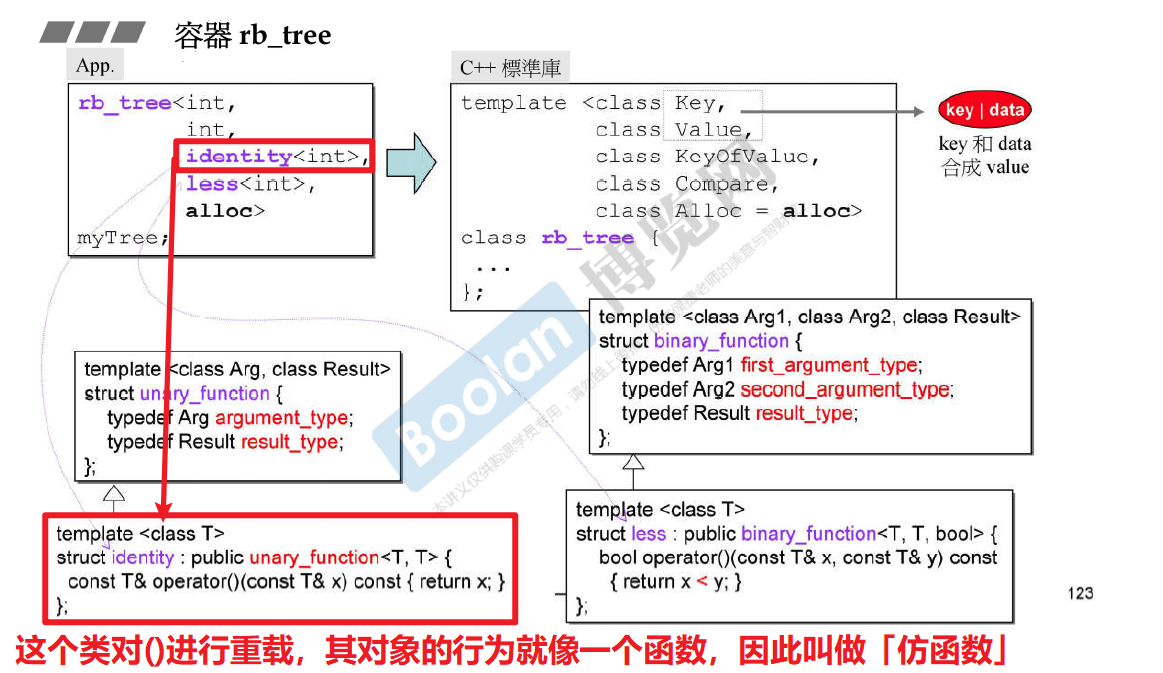 容器 rb_tree
App.
rb_tree<int,
int,
identity<int>,
less<int>,
alloc>
myTree;
C++ 標準庫
template <class Key,
class Value,
class KeyOfValue,
class Compare,
class Alloc = alloc>
class rb_tree {
...
};
key | data
key 和 data
合成 value
template <class Arg1, class Arg2, class Result>
struct binary_function {
typedef Arg1 first_argument_type;
typedef Arg2 second_argument_type;
typedef Result result_type;
};
template <class Arg, class Result>
struct unary_function {
typedef Arg argument_type;
typedef Result result_type;
};
template <class T>
struct identity : public unary_function<T, T> {
const T& operator()(const T& x) const { return x; }
};
template <class T>
struct less : public binary_function<T, T, bool> {
bool operator()(const T& x, const T& y) const
{ return x < y; }
};
123
Boolan 博览网
这个类对()进行重载，其对象的行为就像一个函数，因此叫做「仿函数」